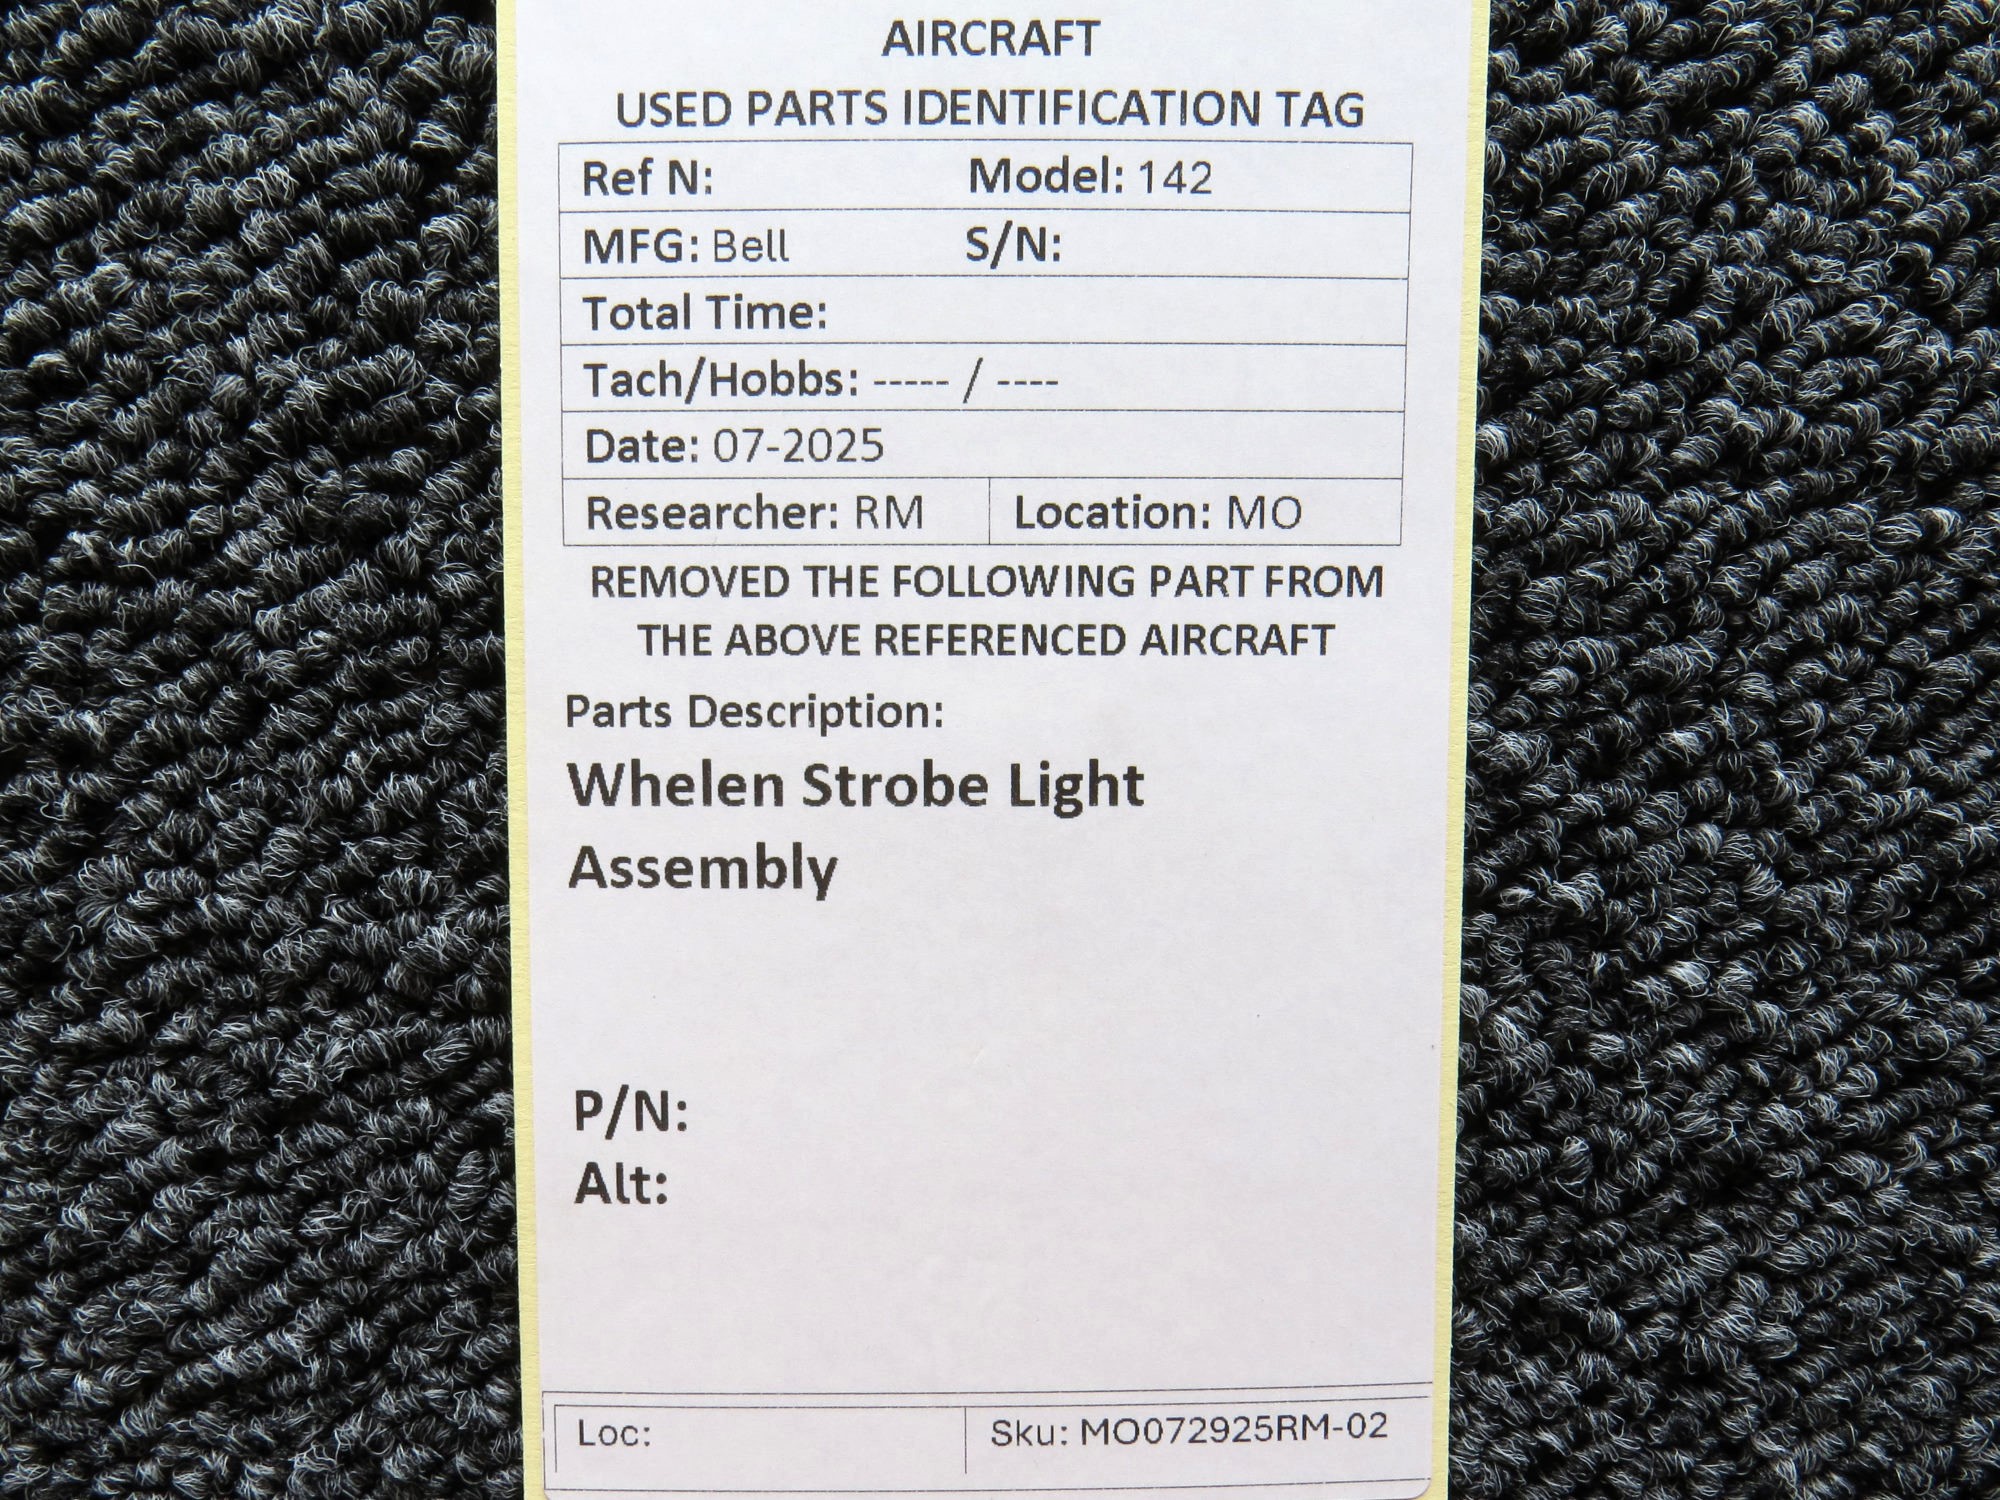 AIRCRAFT
USED PARTS IDENTIFICATION TAG
Ref N: Model: 142
MFG: Bell S/N:
Total Time:
Tach/Hobbs: ----- / ----
Date: 07-2025
Researcher: RM Location: MO
REMOVED THE FOLLOWING PART FROM
THE ABOVE REFERENCED AIRCRAFT
Parts Description:
Whelen Strobe Light
Assembly
P/N:
Alt:
Loc: Sku: MO072925RM-02